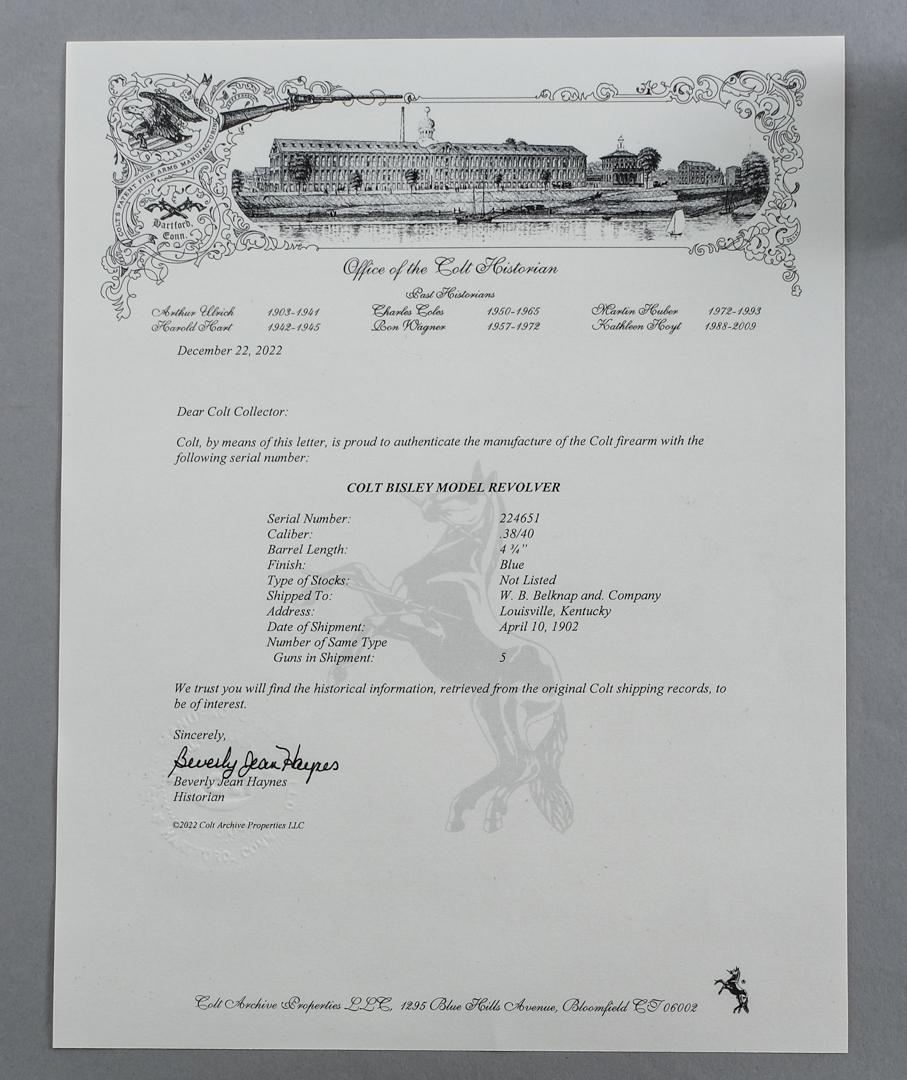 COLT'S PATENT FIRE ARMS MANUFACTURING
Hartford,
Conn.
Office of the Colt Historian
Past Historians
Arthur Ulrich 1903-1941 Charles Coles 1950-1965 Martin Huber 1972-1993
Harold Hart 1942-1945 Ron Wagner 1957-1972 Kathleen Hoyt 1988-2009
December 22, 2022
Dear Colt Collector:
Colt, by means of this letter, is proud to authenticate the manufacture of the Colt firearm with the
following serial number:
COLT BISLEY MODEL REVOLVER
Serial Number: 224651
Caliber: .38/40
Barrel Length: 4 ¾"
Finish: Blue
Type of Stocks: Not Listed
Shipped To: W. B. Belknap and. Company
Address: Louisville, Kentucky
Date of Shipment: April 10, 1902
Number of Same Type
Guns in Shipment: 5
We trust you will find the historical information, retrieved from the original Colt shipping records, to
be of interest.
Sincerely,
Beverly Jean Haynes
Beverly Jean Haynes
Historian
©2022 Colt Archive Properties LLC
Colt Archive Properties LLC, 1295 Blue Hills Avenue, Bloomfield CT 06002